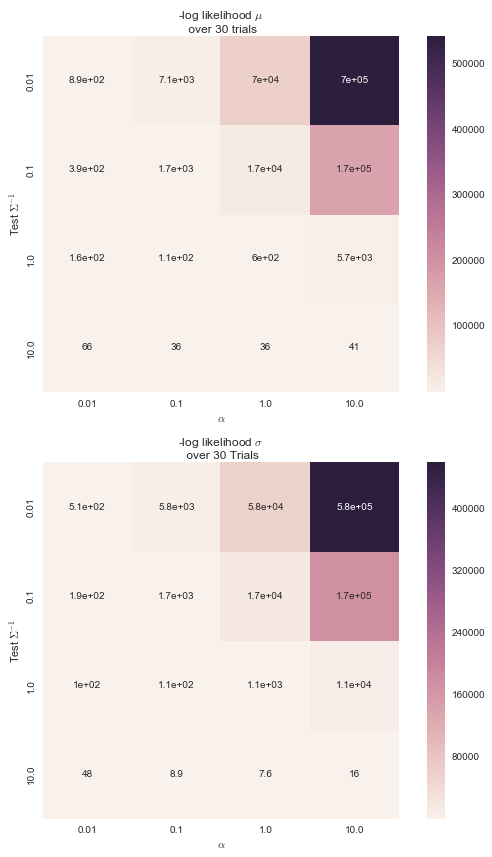 -log likelihood μ
over 30 trials
0.01 8.9e+02 7.1e+03 7e+04 7e+05
0.1 3.9e+02 1.7e+03 1.7e+04 1.7e+05
1.0 1.6e+02 1.1e+02 6e+02 5.7e+03
10.0 66 36 36 41
Test Σ⁻¹
0.01 0.1 1.0 10.0
α
500000
400000
300000
200000
100000
-log likelihood σ
over 30 Trials
0.01 5.1e+02 5.8e+03 5.8e+04 5.8e+05
0.1 1.9e+02 1.7e+03 1.7e+04 1.7e+05
1.0 1e+02 1.1e+02 1.1e+03 1.1e+04
10.0 48 8.9 7.6 16
Test Σ⁻¹
0.01 0.1 1.0 10.0
α
400000
320000
240000
160000
80000